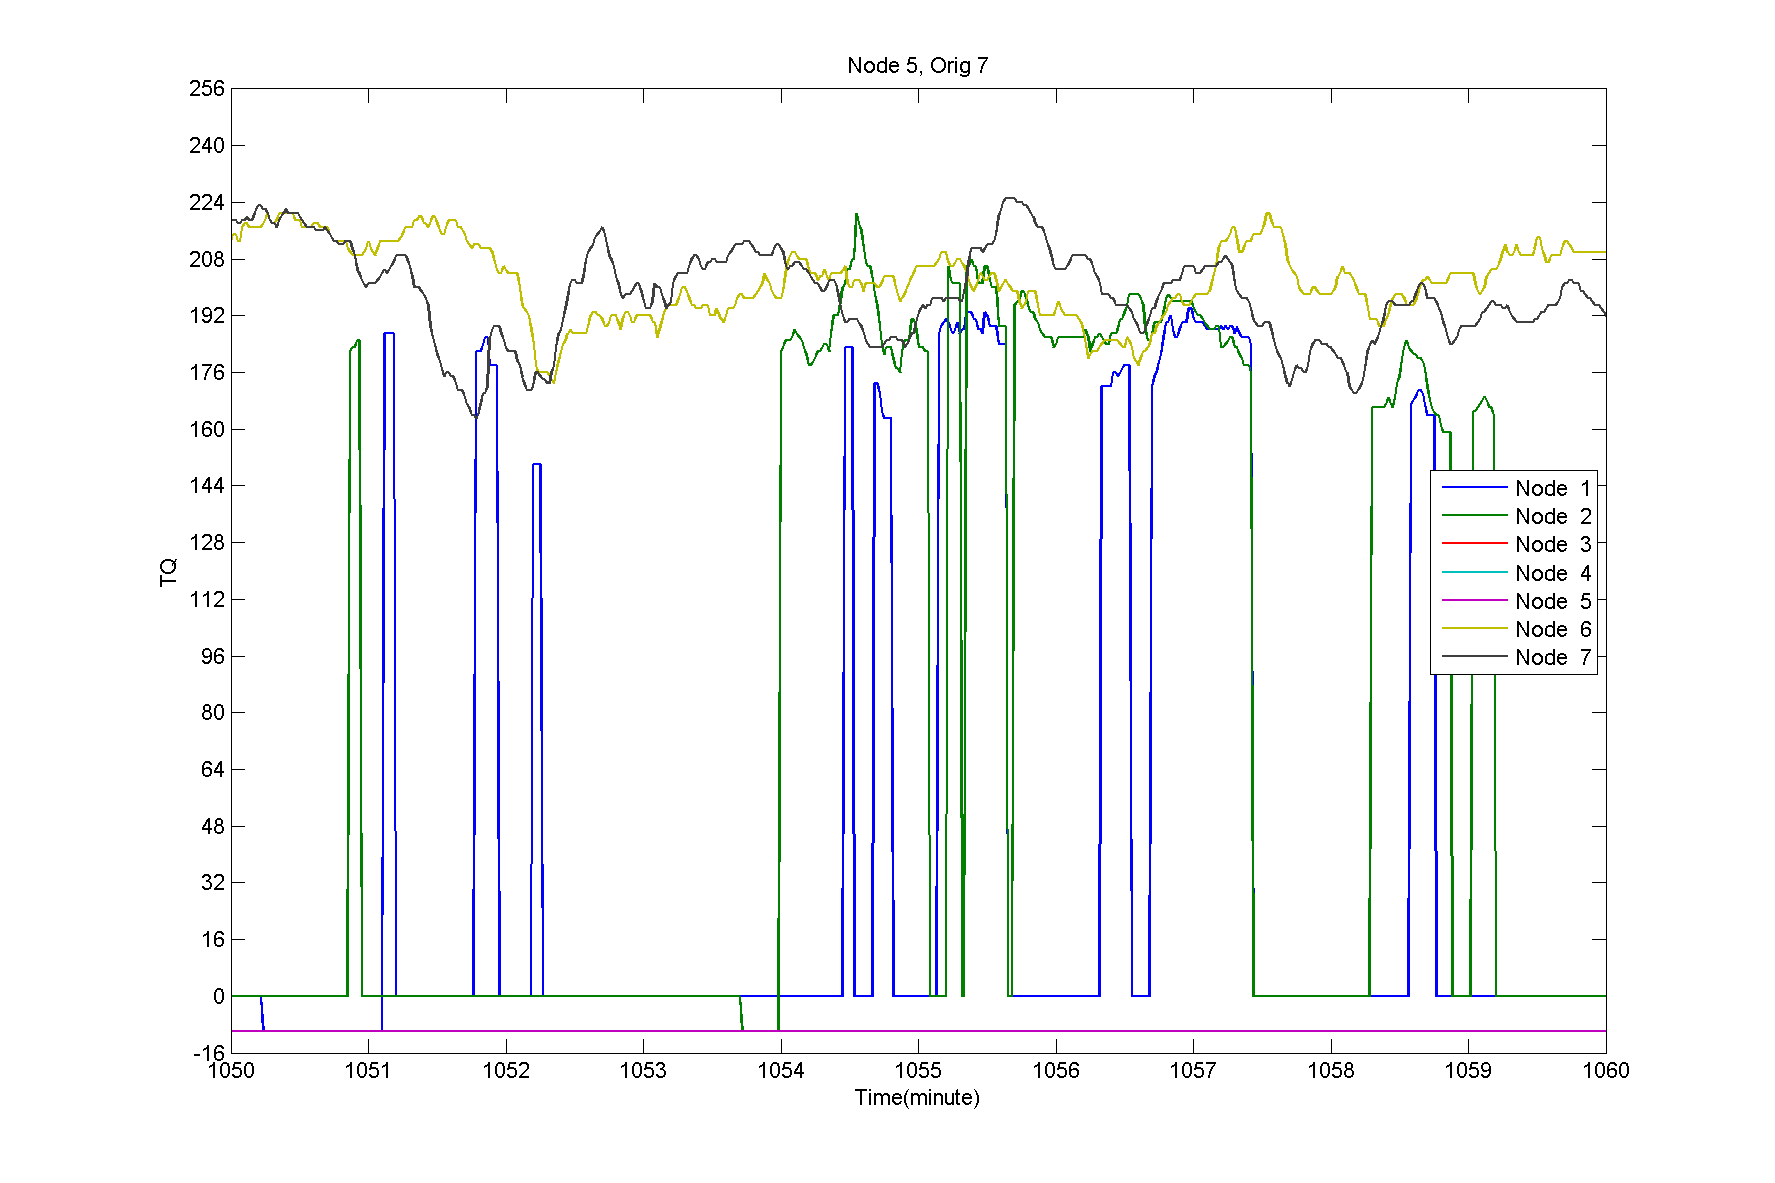 Node 5, Orig 7
256
240
224
208
192
176
160
144
128
112
96
80
64
48
32
16
0
-16
TQ
Node 1
Node 2
Node 3
Node 4
Node 5
Node 6
Node 7
1050 1051 1052 1053 1054 1055 1056 1057 1058 1059 1060
Time(minute)